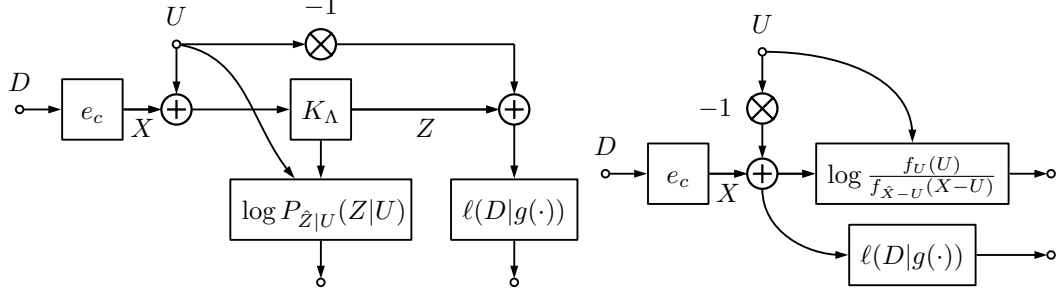 U
−1
D
e_c
X
K_Λ
Z
log P_{Ẑ|U}(Z|U)
ℓ(D|g(·))
U
−1
D
e_c
X
log f_U(U) / f_{X̂−U}(X−U)
ℓ(D|g(·))